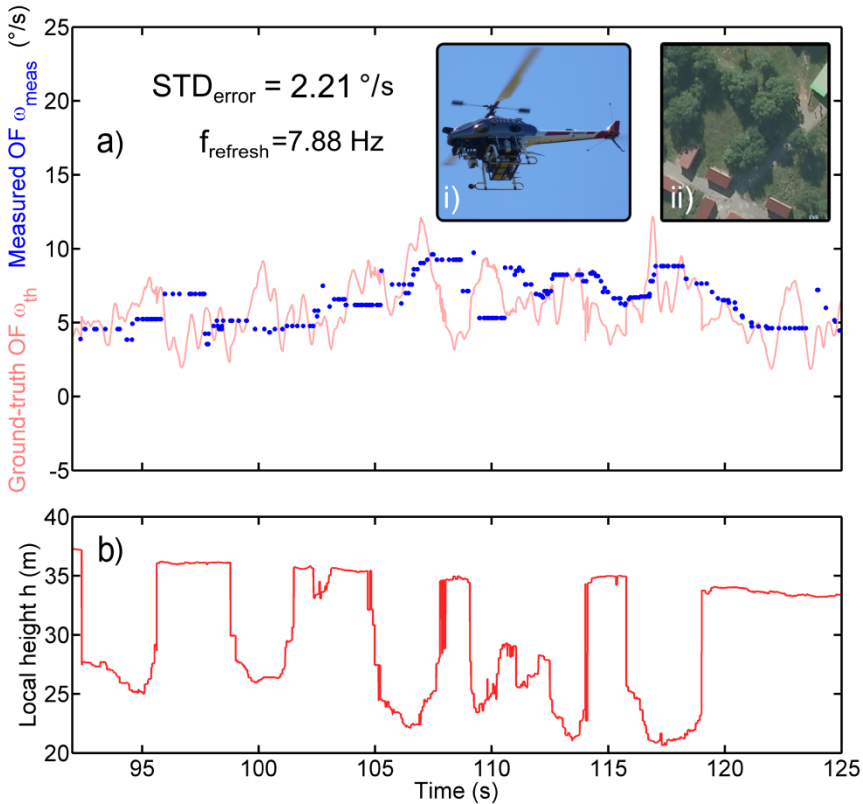 25
20
15
10
5
0
-5
Ground-truth OF ω_th Measured OF ω_meas (°/s)
STD_error = 2.21 °/s
a)
f_refresh=7.88 Hz
i)
ii)
b)
40
35
30
25
20
Local height h (m)
95 100 105 110 115 120 125
Time (s)